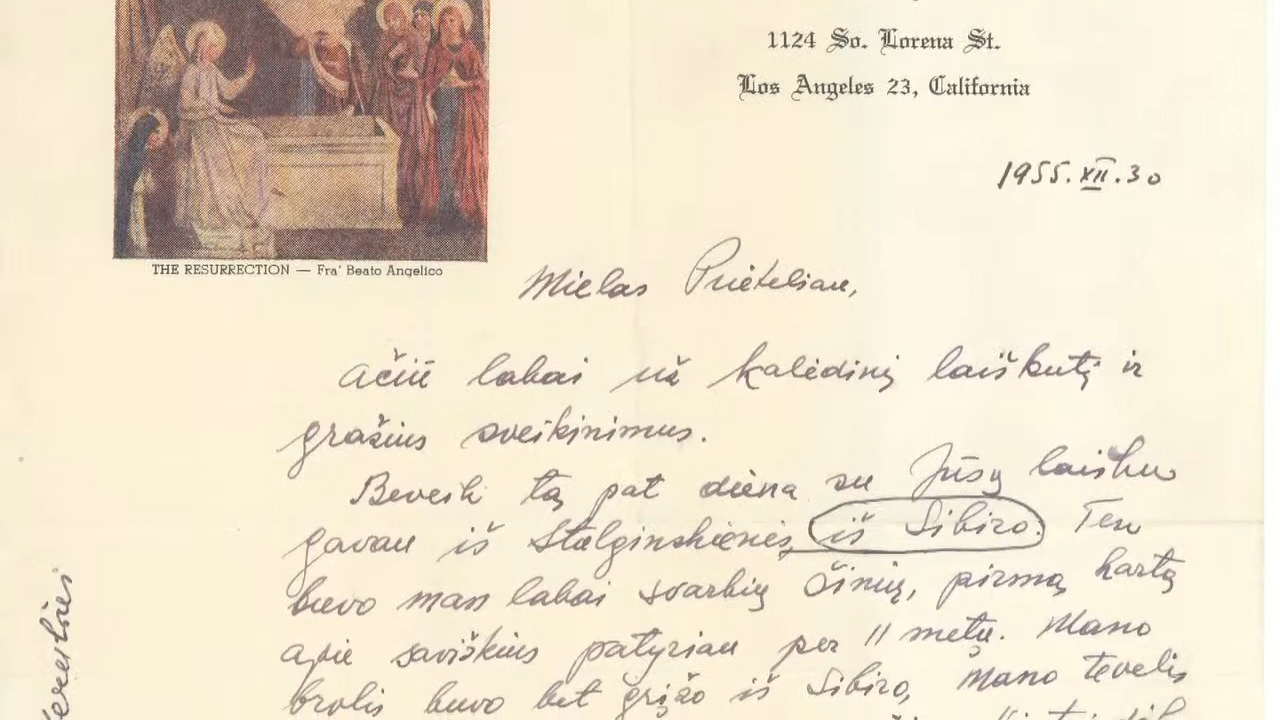 1124 So. Lorena St.
Los Angeles 23, California
1955.XII.30
THE RESURRECTION — Fra' Beato Angelico
Mielas Prieteliau,
ačiū labai už kalėdinį laiškutį ir
gražius sveikinimus.
Beveik tą pat diena su Jūsų laišku
gavau iš Stalginskienės iš Sibiro. Ten
buvo man labai svarbių žinių, pirmą kartą
apie saviškius patyriau per 11 metų. Mano
brolis buvo bet grįžo iš Sibiro, Mano tevelis